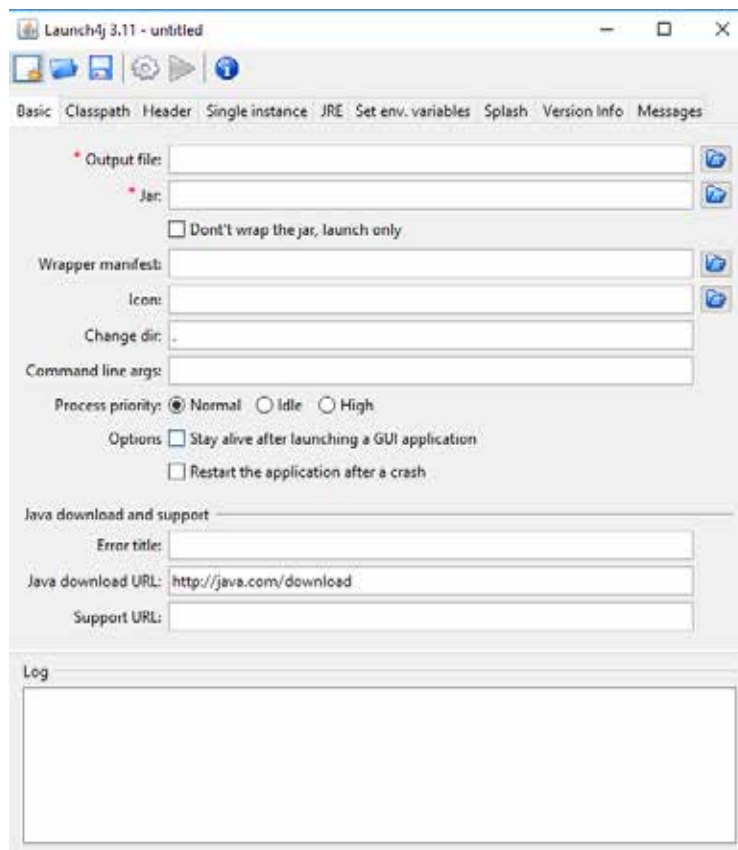 Launch4j 3.11 - untitled
Basic Classpath Header Single instance JRE Set env. variables Splash Version Info Messages
* Output file:
* Jar:
Dont't wrap the jar, launch only
Wrapper manifest:
Icon:
Change dir: .
Command line args:
Process priority: Normal Idle High
Options Stay alive after launching a GUI application
Restart the application after a crash
Java download and support
Error title:
Java download URL: http://java.com/download
Support URL:
Log